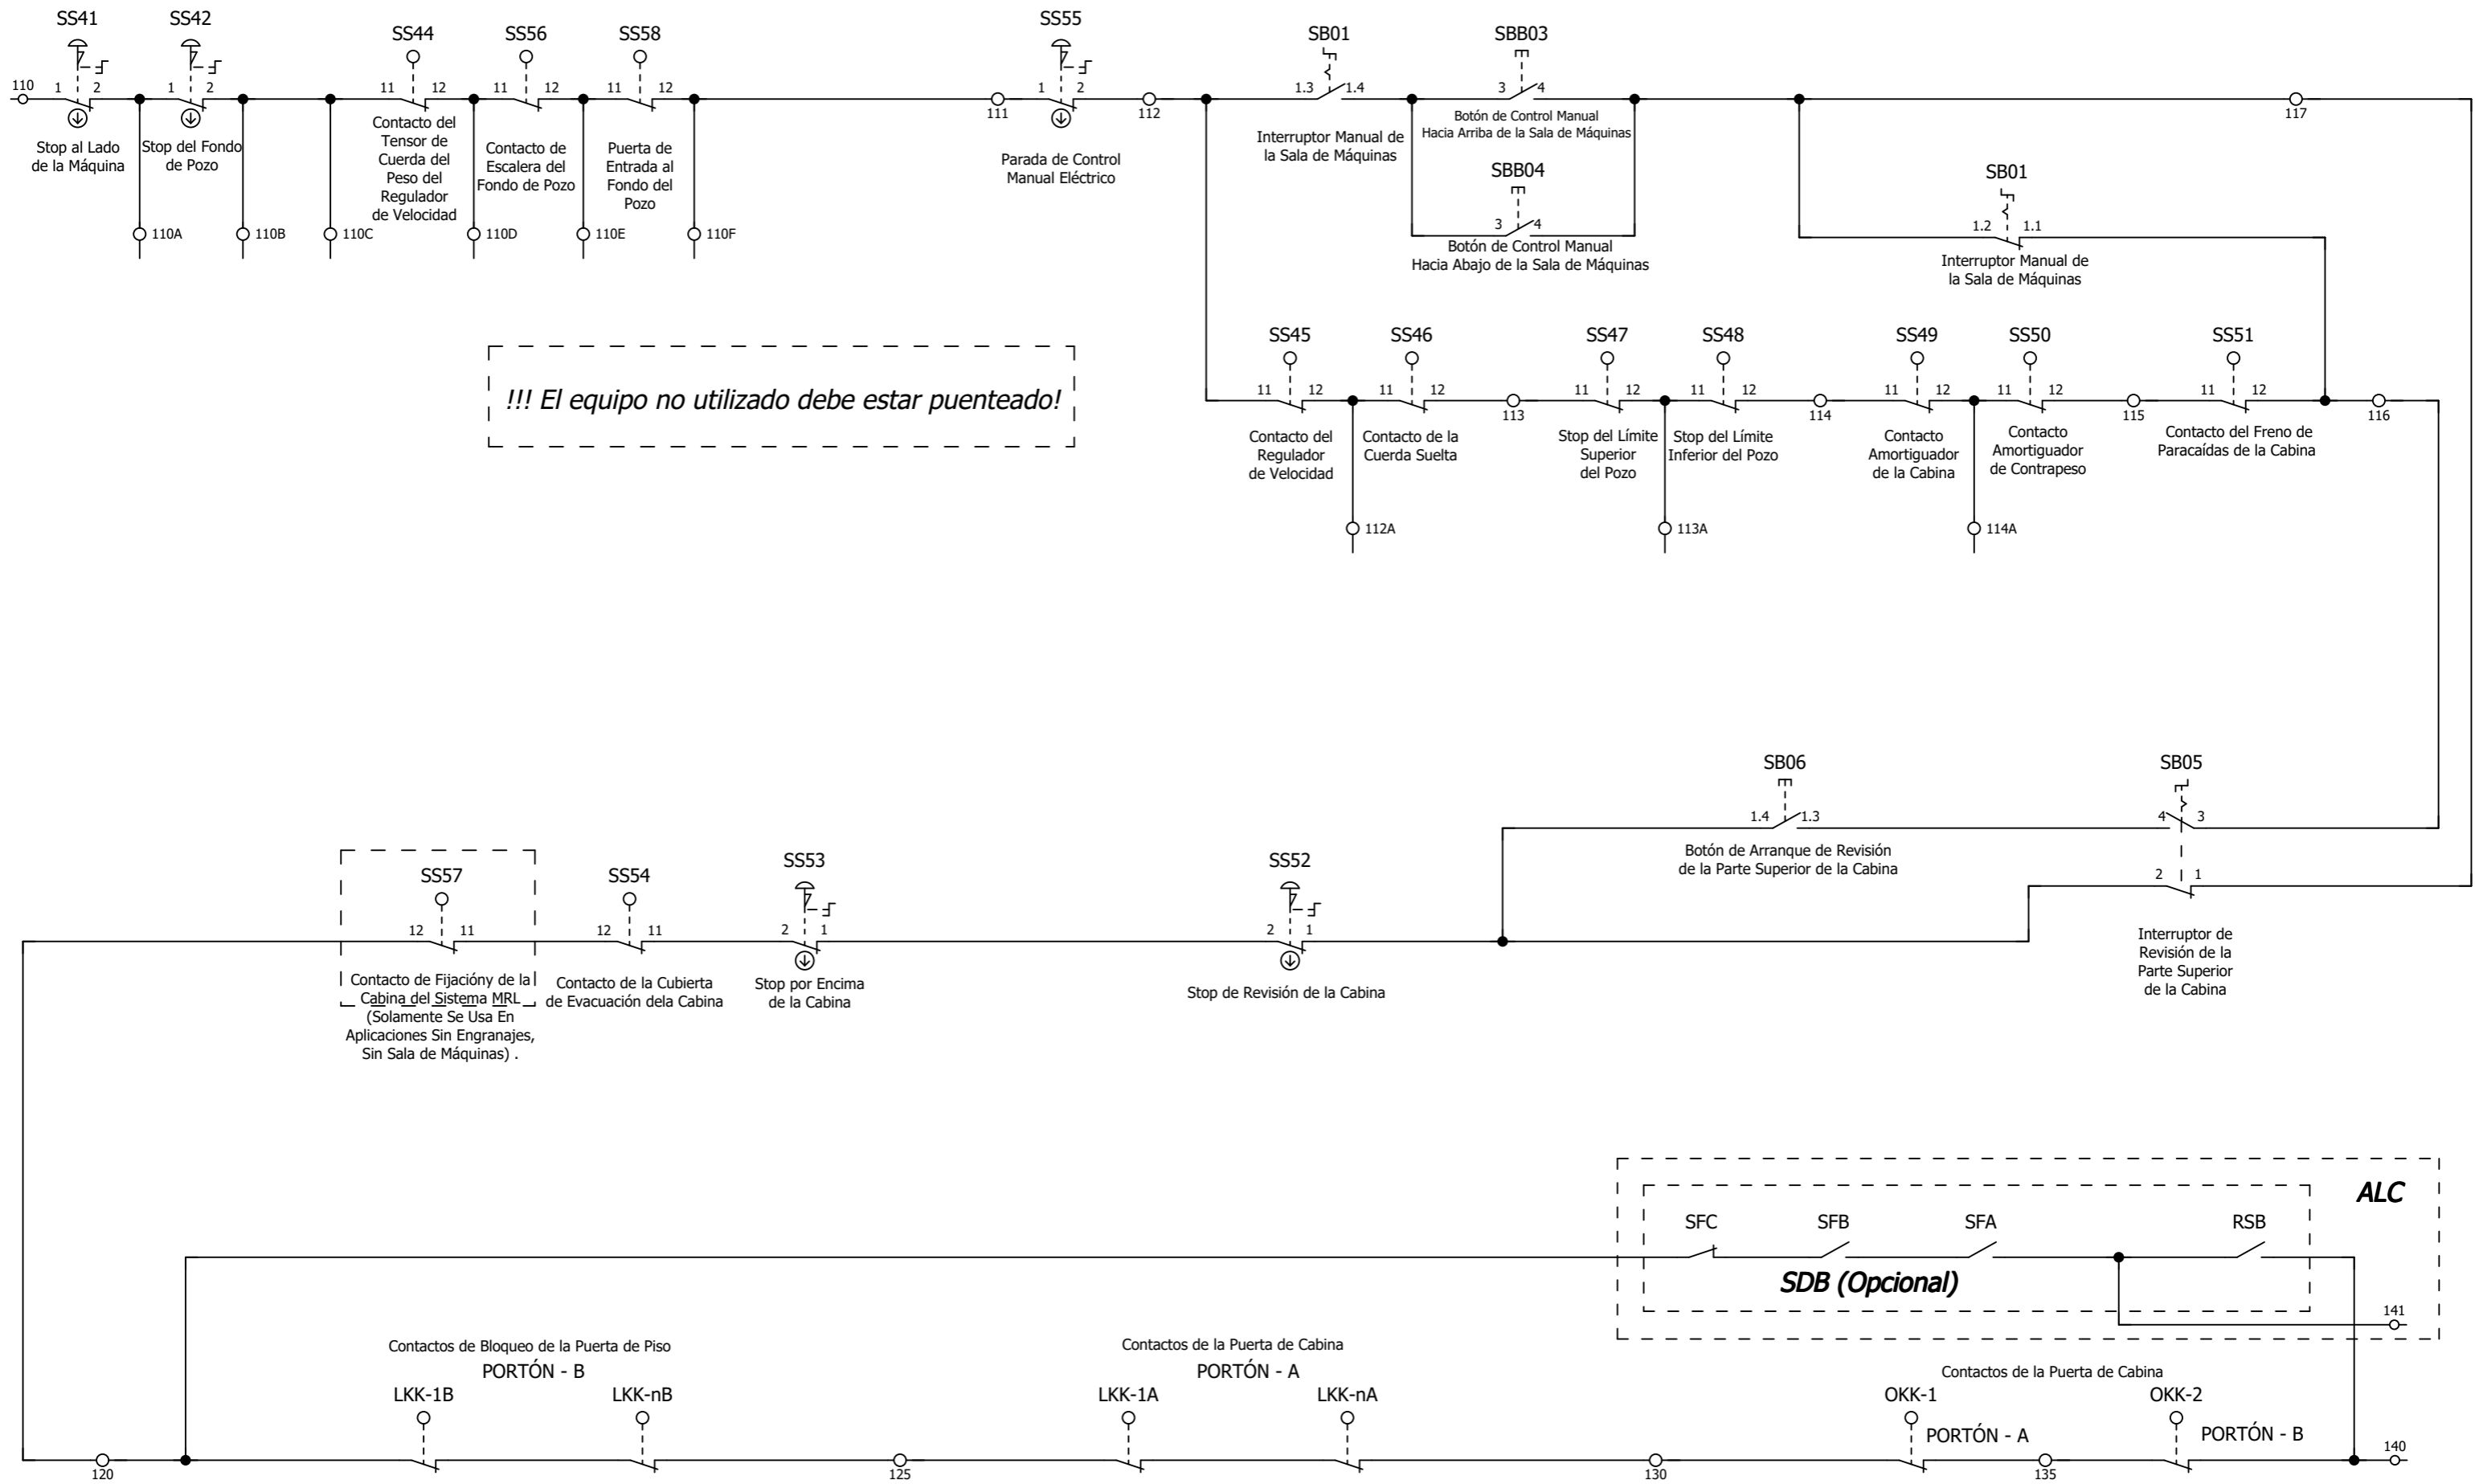 SS41
SS42
SS44
SS56
SS58
SS55
SB01
SBB03
110
1 2
1 2
11 12
11 12
11 12
111
1 2
112
1.3 1.4
3 4
117
Stop al Lado
de la Máquina
Stop del Fondo
de Pozo
Contacto del
Tensor de
Cuerda del
Peso del
Regulador
de Velocidad
Contacto de
Escalera del
Fondo de Pozo
Puerta de
Entrada al
Fondo del
Pozo
Parada de Control
Manual Eléctrico
Interruptor Manual de
la Sala de Máquinas
Botón de Control Manual
Hacia Arriba de la Sala de Máquinas
SBB04
3 4
Botón de Control Manual
Hacia Abajo de la Sala de Máquinas
SB01
1.2 1.1
Interruptor Manual de
la Sala de Máquinas
110A
110B
110C
110D
110E
110F
!!! El equipo no utilizado debe estar puenteado!
SS45
SS46
SS47
SS48
SS49
SS50
SS51
11 12
11 12
113
11 12
11 12
114
11 12
11 12
115
11 12
116
Contacto del
Regulador
de Velocidad
Contacto de la
Cuerda Suelta
Stop del Límite
Superior
del Pozo
Stop del Límite
Inferior del Pozo
Contacto
Amortiguador
de la Cabina
Contacto
Amortiguador
de Contrapeso
Contacto del Freno de
Paracaídas de la Cabina
112A
113A
114A
SB06
SB05
1.4 1.3
4 3
Botón de Arranque de Revisión
de la Parte Superior de la Cabina
2 1
Interruptor de
Revisión de la
Parte Superior
de la Cabina
SS57
SS54
SS53
SS52
12 11
12 11
2 1
2 1
Contacto de Fijacióny de la
Cabina del Sistema MRL
(Solamente Se Usa En
Aplicaciones Sin Engranajes,
Sin Sala de Máquinas) .
Contacto de la Cubierta
de Evacuación dela Cabina
Stop por Encima
de la Cabina
Stop de Revisión de la Cabina
ALC
SFC
SFB
SFA
RSB
SDB (Opcional)
141
Contactos de Bloqueo de la Puerta de Piso
PORTÓN - B
LKK-1B
LKK-nB
Contactos de la Puerta de Cabina
PORTÓN - A
LKK-1A
LKK-nA
Contactos de la Puerta de Cabina
OKK-1
PORTÓN - A
OKK-2
PORTÓN - B
120
125
130
135
140